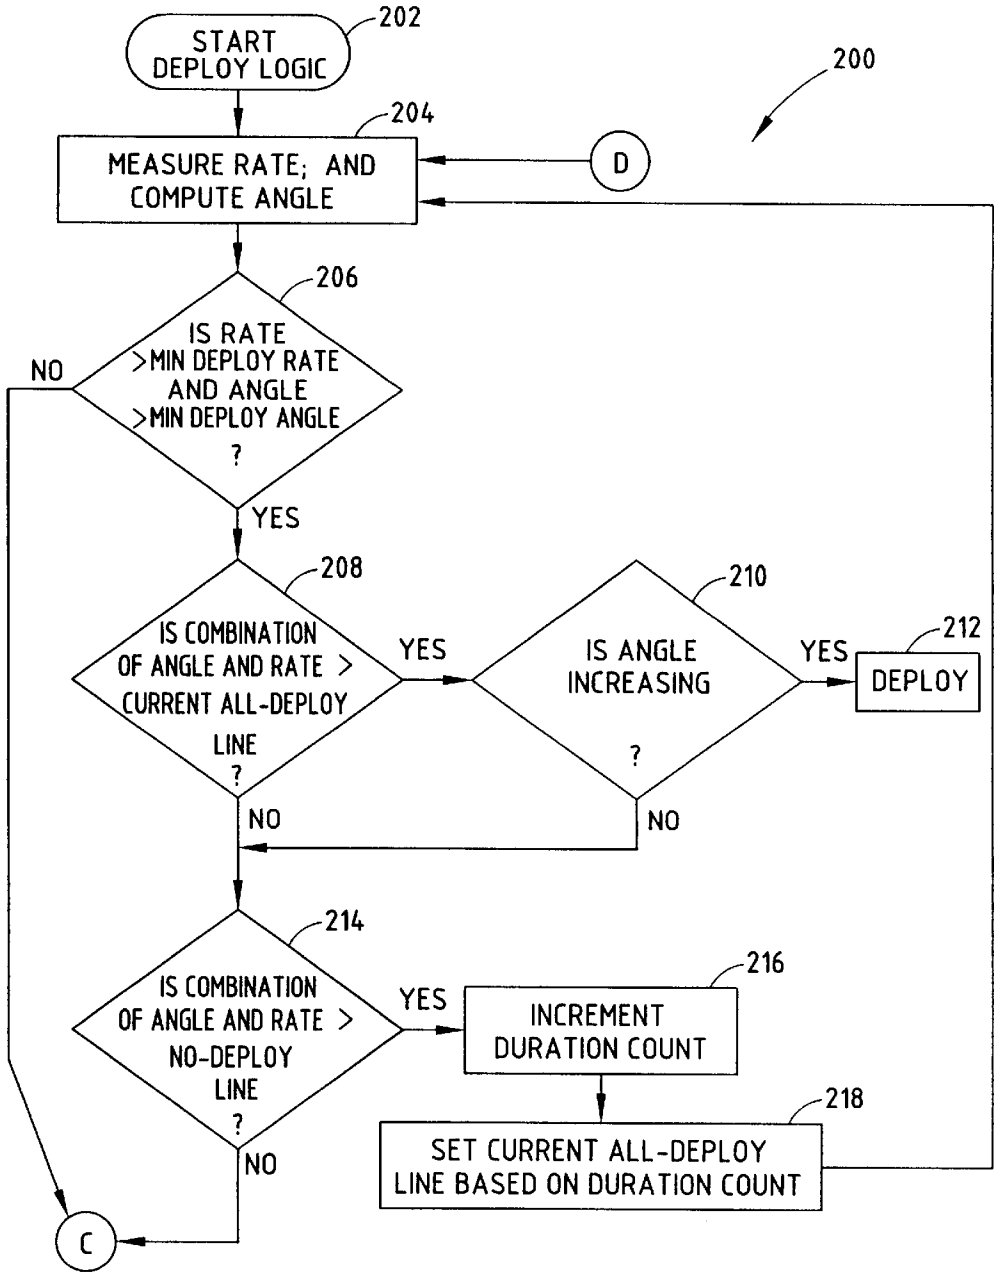 202
START
DEPLOY LOGIC
200
204
MEASURE RATE; AND
COMPUTE ANGLE
D
206
IS RATE
>MIN DEPLOY RATE
AND ANGLE
>MIN DEPLOY ANGLE
?
NO
YES
208
IS COMBINATION
OF ANGLE AND RATE >
CURRENT ALL-DEPLOY
LINE
?
YES
NO
210
IS ANGLE
INCREASING
?
YES
NO
212
DEPLOY
214
IS COMBINATION
OF ANGLE AND RATE >
NO-DEPLOY
LINE
?
YES
NO
216
INCREMENT
DURATION COUNT
218
SET CURRENT ALL-DEPLOY
LINE BASED ON DURATION COUNT
C